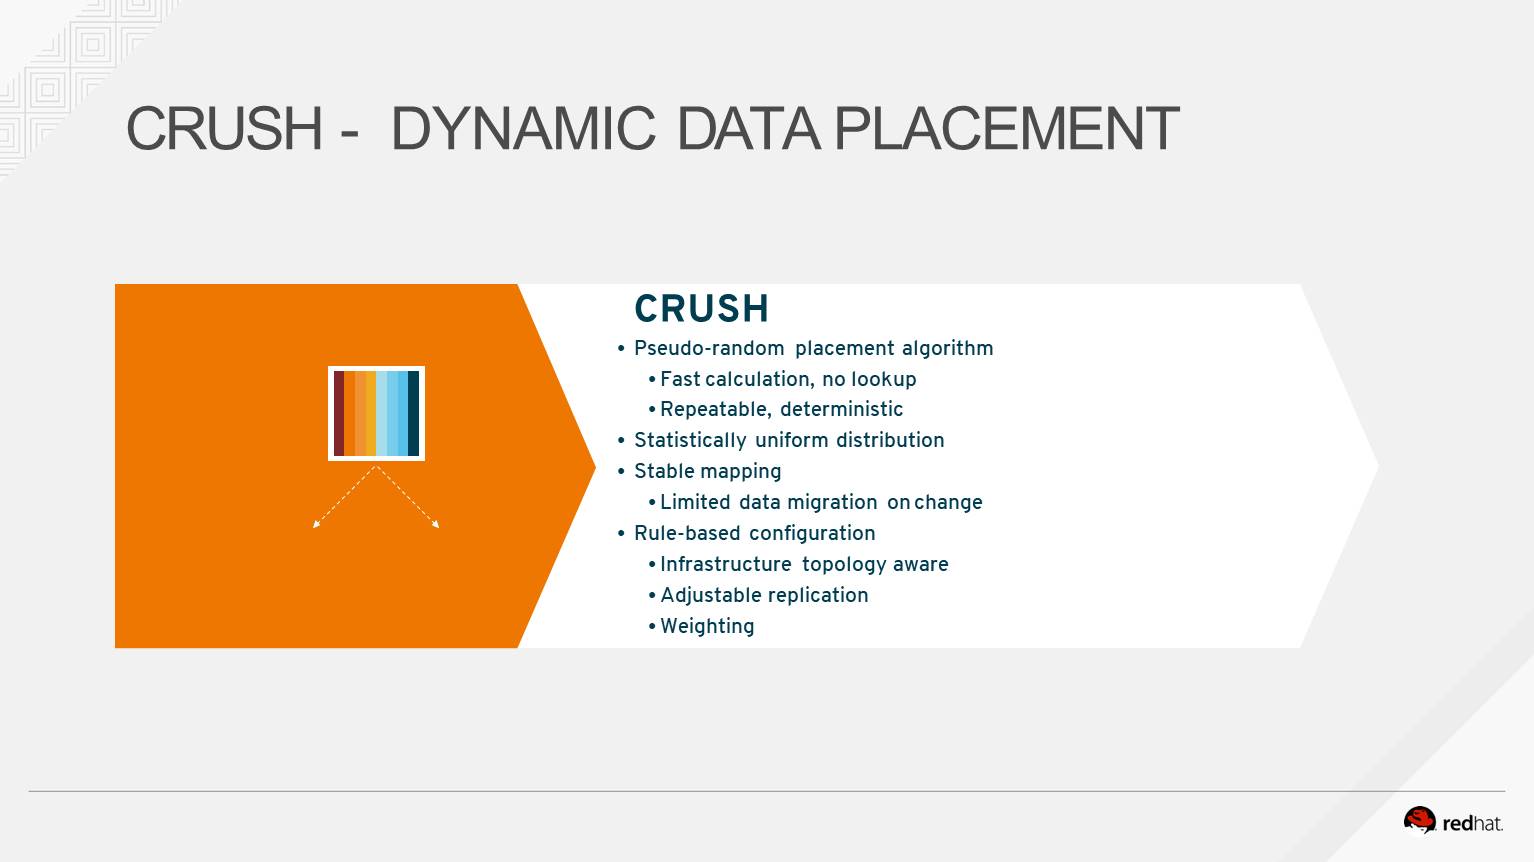 CRUSH - DYNAMIC DATA PLACEMENT
CRUSH
• Pseudo-random placement algorithm
• Fast calculation, no lookup
• Repeatable, deterministic
• Statistically uniform distribution
• Stable mapping
• Limited data migration on change
• Rule-based configuration
• Infrastructure topology aware
• Adjustable replication
• Weighting
redhat.